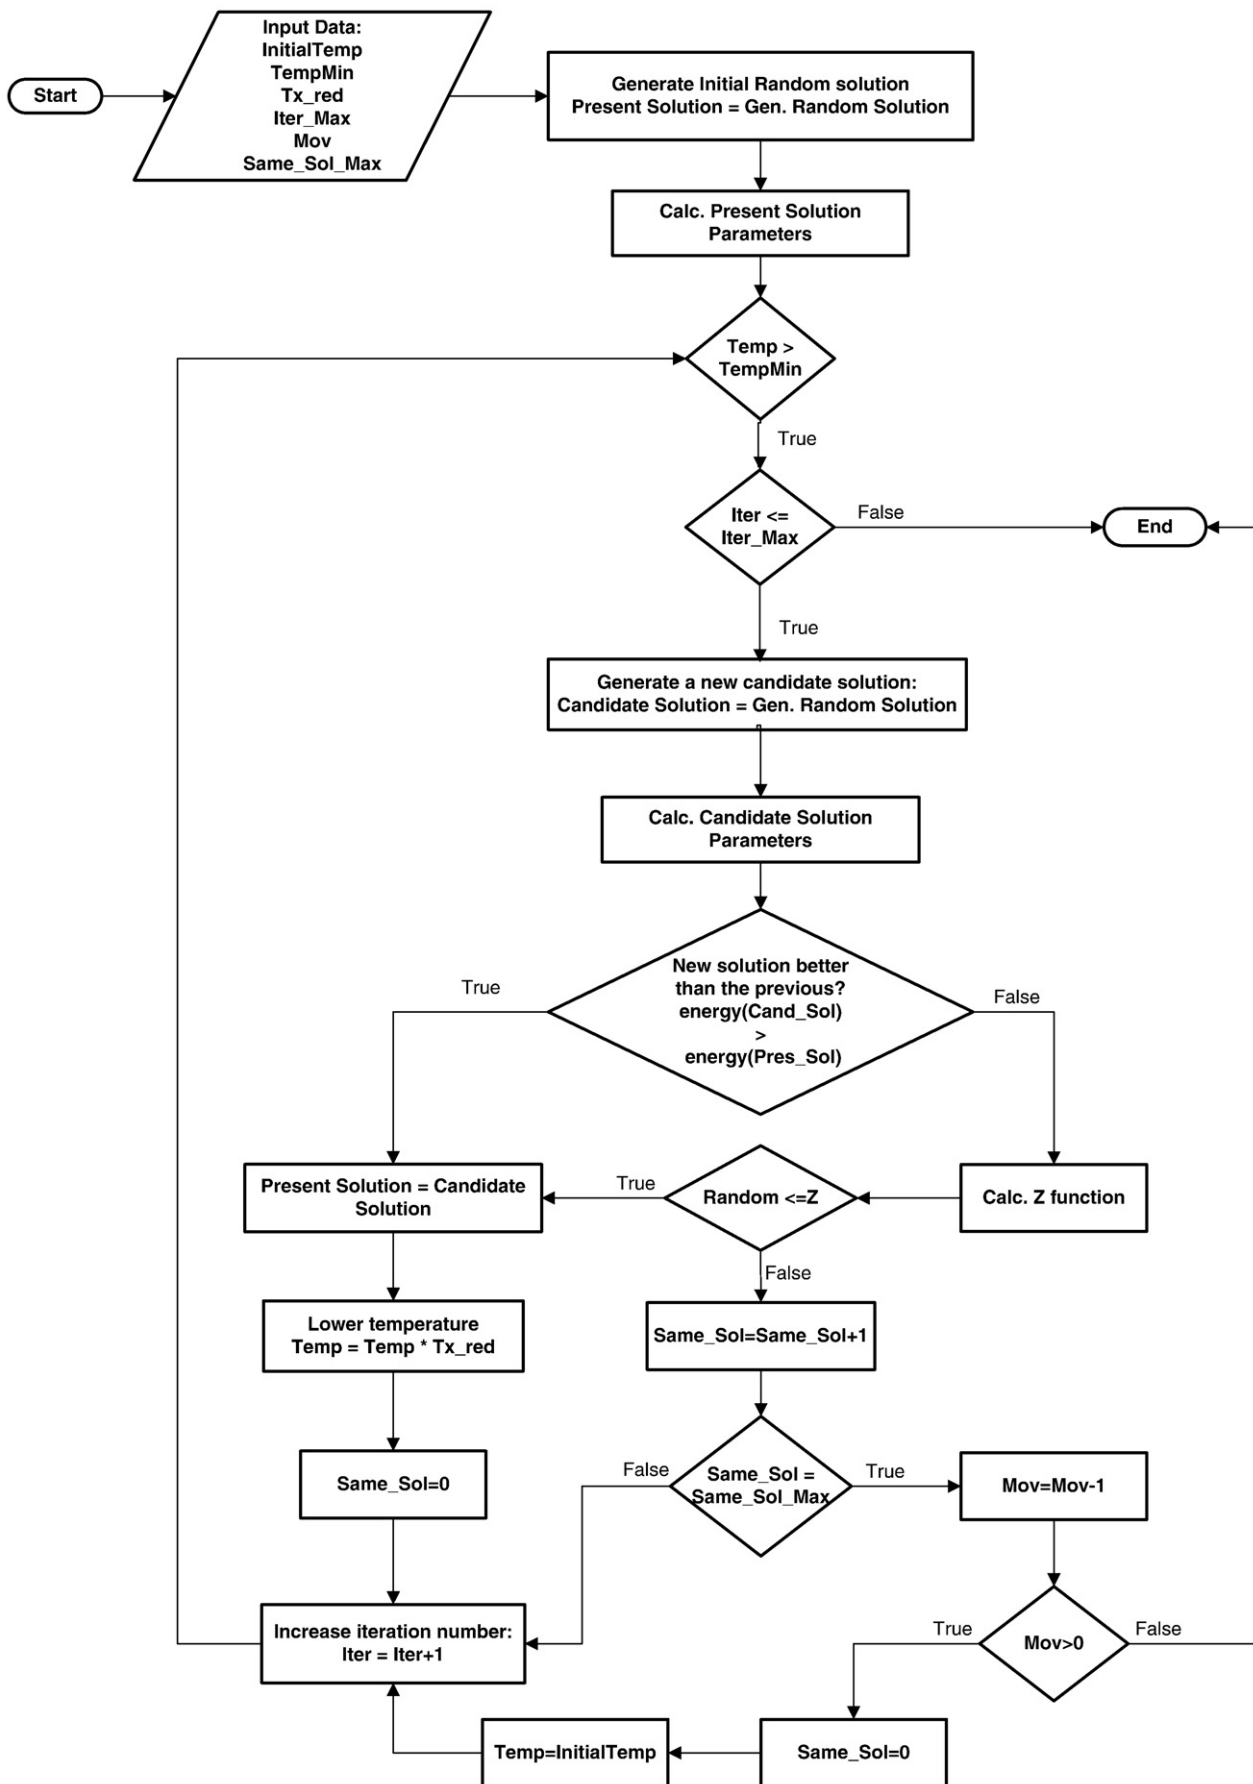 Start
Input Data:
InitialTemp
TempMin
Tx_red
Iter_Max
Mov
Same_Sol_Max
Generate Initial Random solution
Present Solution = Gen. Random Solution
Calc. Present Solution
Parameters
Temp >
TempMin
True
Iter <=
Iter_Max
False
End
True
Generate a new candidate solution:
Candidate Solution = Gen. Random Solution
Calc. Candidate Solution
Parameters
New solution better
than the previous?
energy(Cand_Sol)
>
energy(Pres_Sol)
True
False
Present Solution = Candidate
Solution
True
Random <=Z
Calc. Z function
False
Lower temperature
Temp = Temp * Tx_red
Same_Sol=Same_Sol+1
Same_Sol=0
False
Same_Sol =
Same_Sol_Max
True
Mov=Mov-1
Increase iteration number:
Iter = Iter+1
True
Mov>0
False
Temp=InitialTemp
Same_Sol=0